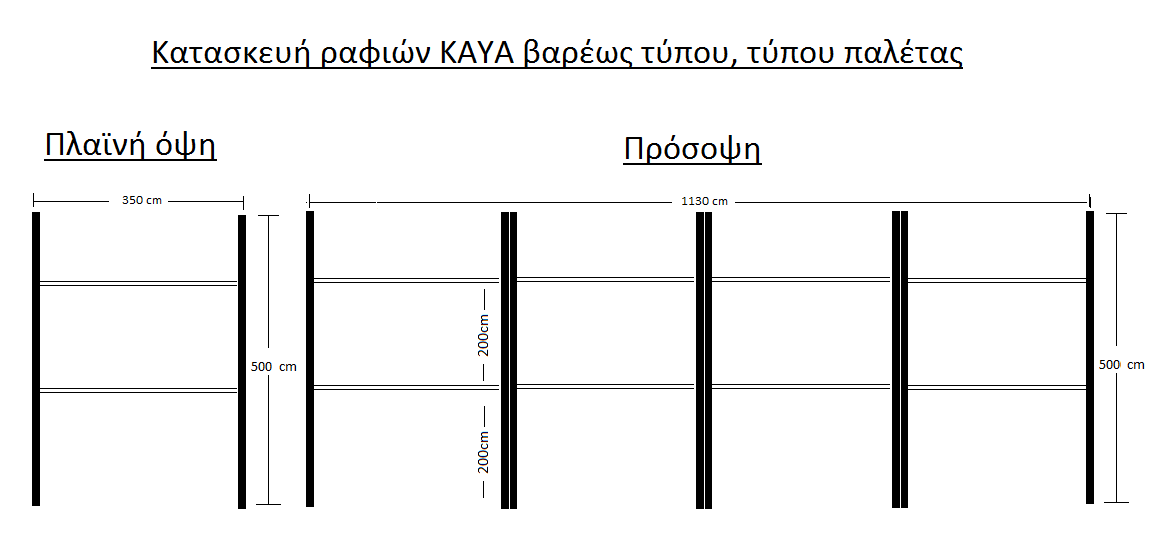 Κατασκευή ραφιών ΚΑΥΑ βαρέως τύπου, τύπου παλέτας
Πλαϊνή όψη
Πρόσοψη
350 cm
1130 cm
200cm
500 cm
500 cm
200cm